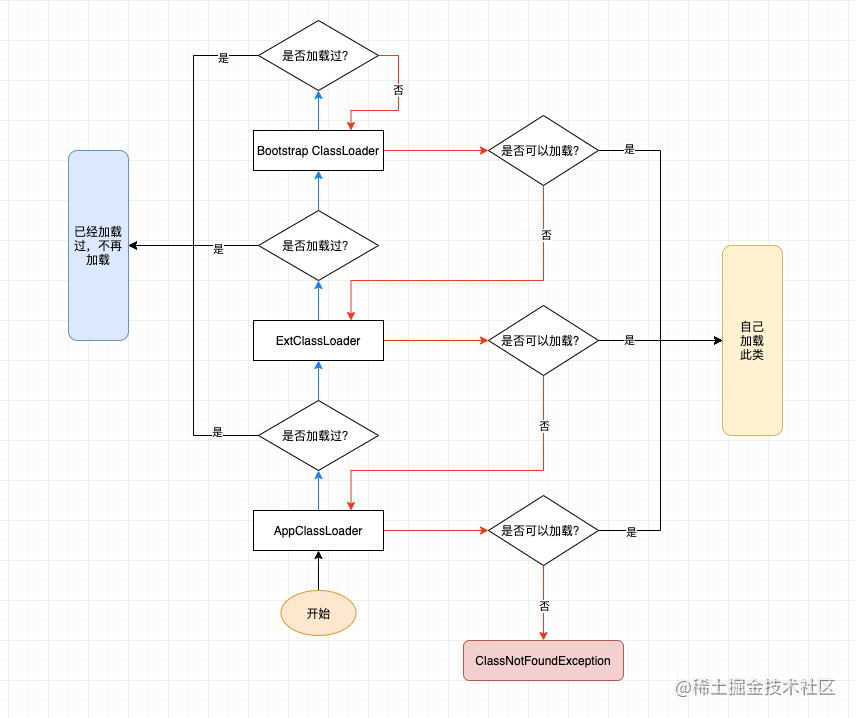 是否加载过?
是
否
Bootstrap ClassLoader
是否可以加载?
是
已经加载
过，不再
加载
是
是否加载过?
否
自己
加载
此类
ExtClassLoader
是否可以加载?
是
是
是否加载过?
否
AppClassLoader
是否可以加载?
是
开始
否
ClassNotFoundException
@稀土掘金技术社区